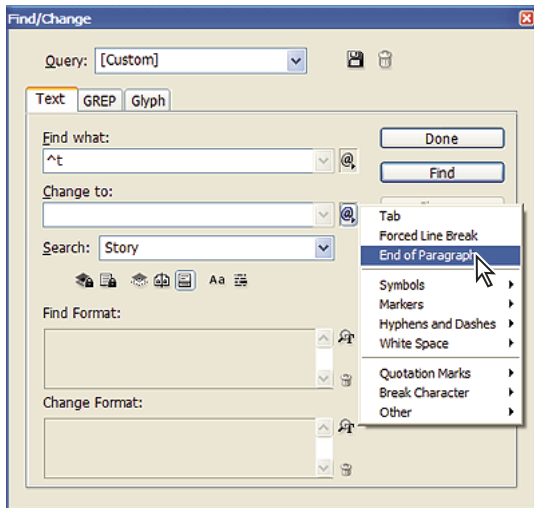 Find/Change
Query: [Custom]
Text GREP Glyph
Find what:
^t
Done
Find
Change to:
Tab
Forced Line Break
End of Paragraph
Search: Story
Symbols
Markers
Hyphens and Dashes
White Space
Aa
Find Format:
Quotation Marks
Break Character
Other
Change Format: